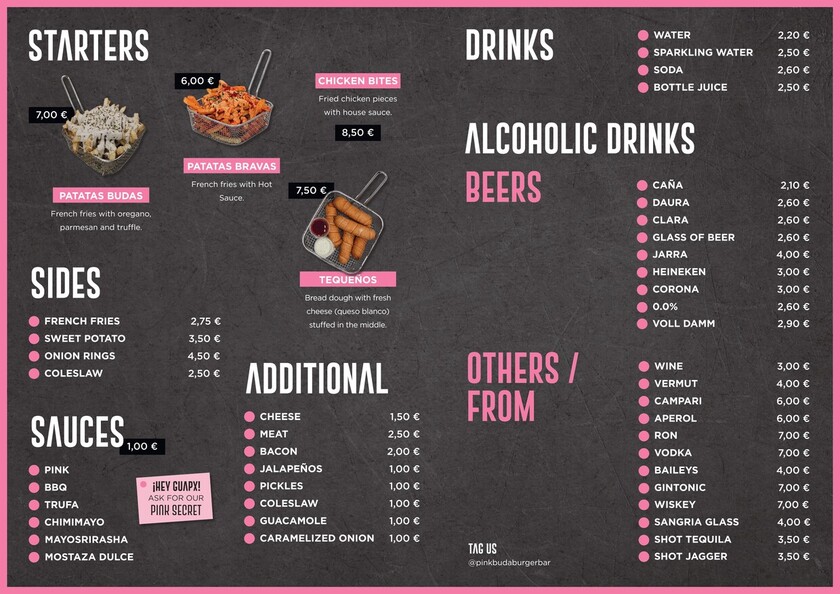 STARTERS
7,00 €
PATATAS BUDAS
French fries with oregano,
parmesan and truffle.
6,00 €
PATATAS BRAVAS
French fries with Hot
Sauce.
CHICKEN BITES
Fried chicken pieces
with house sauce.
8,50 €
7,50 €
TEQUEÑOS
Bread dough with fresh
cheese (queso blanco)
stuffed in the middle.
SIDES
FRENCH FRIES 2,75 €
SWEET POTATO 3,50 €
ONION RINGS 4,50 €
COLESLAW 2,50 €
SAUCES
1,00 €
PINK
BBQ
TRUFA
CHIMIMAYO
MAYOSRIRASHA
MOSTAZA DULCE
¡HEY GUAPX!
ASK FOR OUR
PINK SECRET
ADDITIONAL
CHEESE 1,50 €
MEAT 2,50 €
BACON 2,00 €
JALAPEÑOS 1,00 €
PICKLES 1,00 €
COLESLAW 1,00 €
GUACAMOLE 1,00 €
CARAMELIZED ONION 1,00 €
DRINKS
WATER 2,20 €
SPARKLING WATER 2,50 €
SODA 2,60 €
BOTTLE JUICE 2,50 €
ALCOHOLIC DRINKS
BEERS
CAÑA 2,10 €
DAURA 2,60 €
CLARA 2,60 €
GLASS OF BEER 2,60 €
JARRA 4,00 €
HEINEKEN 3,00 €
CORONA 3,00 €
0.0% 2,60 €
VOLL DAMM 2,90 €
OTHERS /
FROM
WINE 3,00 €
VERMUT 4,00 €
CAMPARI 6,00 €
APEROL 6,00 €
RON 7,00 €
VODKA 7,00 €
BAILEYS 4,00 €
GINTONIC 7,00 €
WISKEY 7,00 €
SANGRIA GLASS 4,00 €
SHOT TEQUILA 3,50 €
SHOT JAGGER 3,50 €
TAG US
@pinkbudaburgerbar